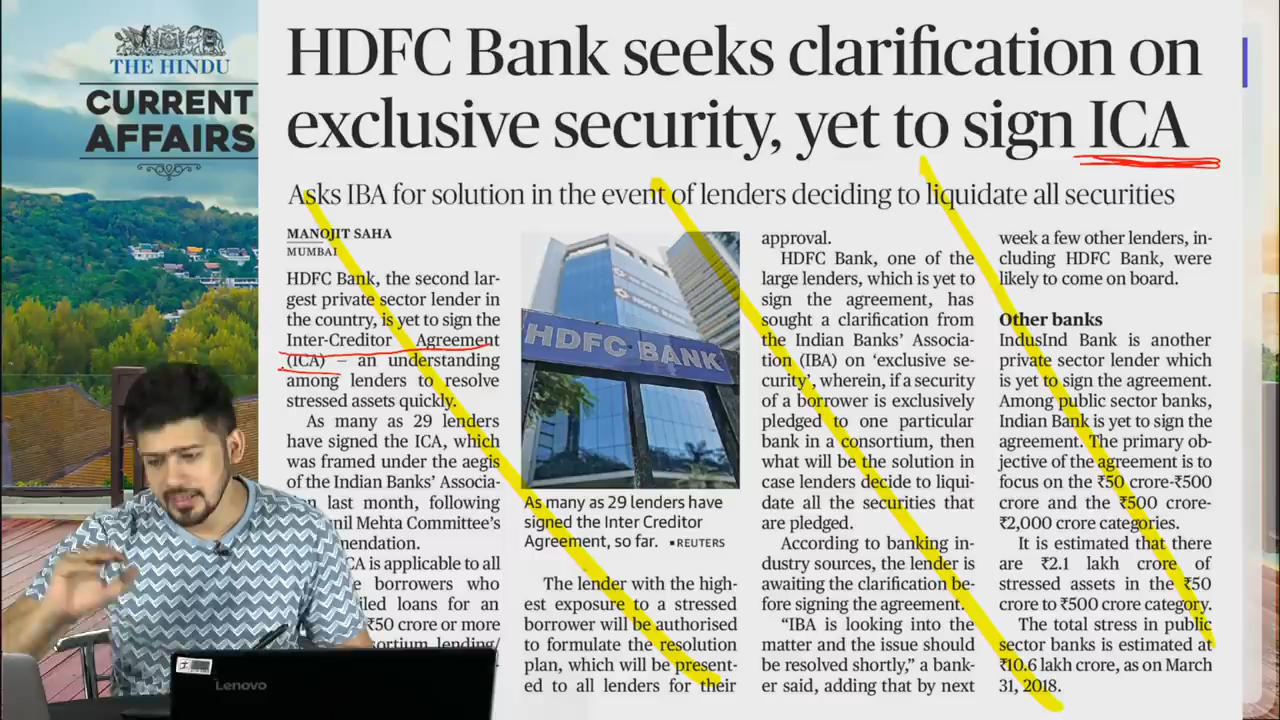 THE HINDU
CURRENT
AFFAIRS
HDFC Bank seeks clarification on
exclusive security, yet to sign ICA
Asks IBA for solution in the event of lenders deciding to liquidate all securities
MANOJIT SAHA
MUMBAI
HDFC Bank, the second lar-
gest private sector lender in
the country, is yet to sign the
Inter-Creditor Agreement
(ICA) – an understanding
among lenders to resolve
stressed assets quickly.
As many as 29 lenders
have signed the ICA, which
was framed under the aegis
of the Indian Banks' Associa-
last month, following
Mehta Committee's
is applicable to all
borrowers who
loans for an
₹50 crore or more
lending/
HDFC BANK
As many as 29 lenders have
signed the Inter Creditor
Agreement, so far. ▪ REUTERS
The lender with the high-
est exposure to a stressed
borrower will be authorised
to formulate the resolution
plan, which will be present-
ed to all lenders for their
approval.
HDFC Bank, one of the
large lenders, which is yet to
sign the agreement, has
sought a clarification from
the Indian Banks' Associa-
tion (IBA) on 'exclusive se-
curity', wherein, if a security
of a borrower is exclusively
pledged to one particular
bank in a consortium, then
what will be the solution in
case lenders decide to liqui-
date all the securities that
are pledged.
According to banking in-
dustry sources, the lender is
awaiting the clarification be-
fore signing the agreement.
"IBA is looking into the
matter and the issue should
be resolved shortly," a bank-
er said, adding that by next
week a few other lenders, in-
cluding HDFC Bank, were
likely to come on board.
Other banks
IndusInd Bank is another
private sector lender which
is yet to sign the agreement.
Among public sector banks,
Indian Bank is yet to sign the
agreement. The primary ob-
jective of the agreement is to
focus on the ₹50 crore-₹500
crore and the ₹500 crore-
₹2,000 crore categories.
It is estimated that there
are ₹2.1 lakh crore of
stressed assets in the ₹50
crore to ₹500 crore category.
The total stress in public
sector banks is estimated at
₹10.6 lakh crore, as on March
31, 2018.
Lenovo